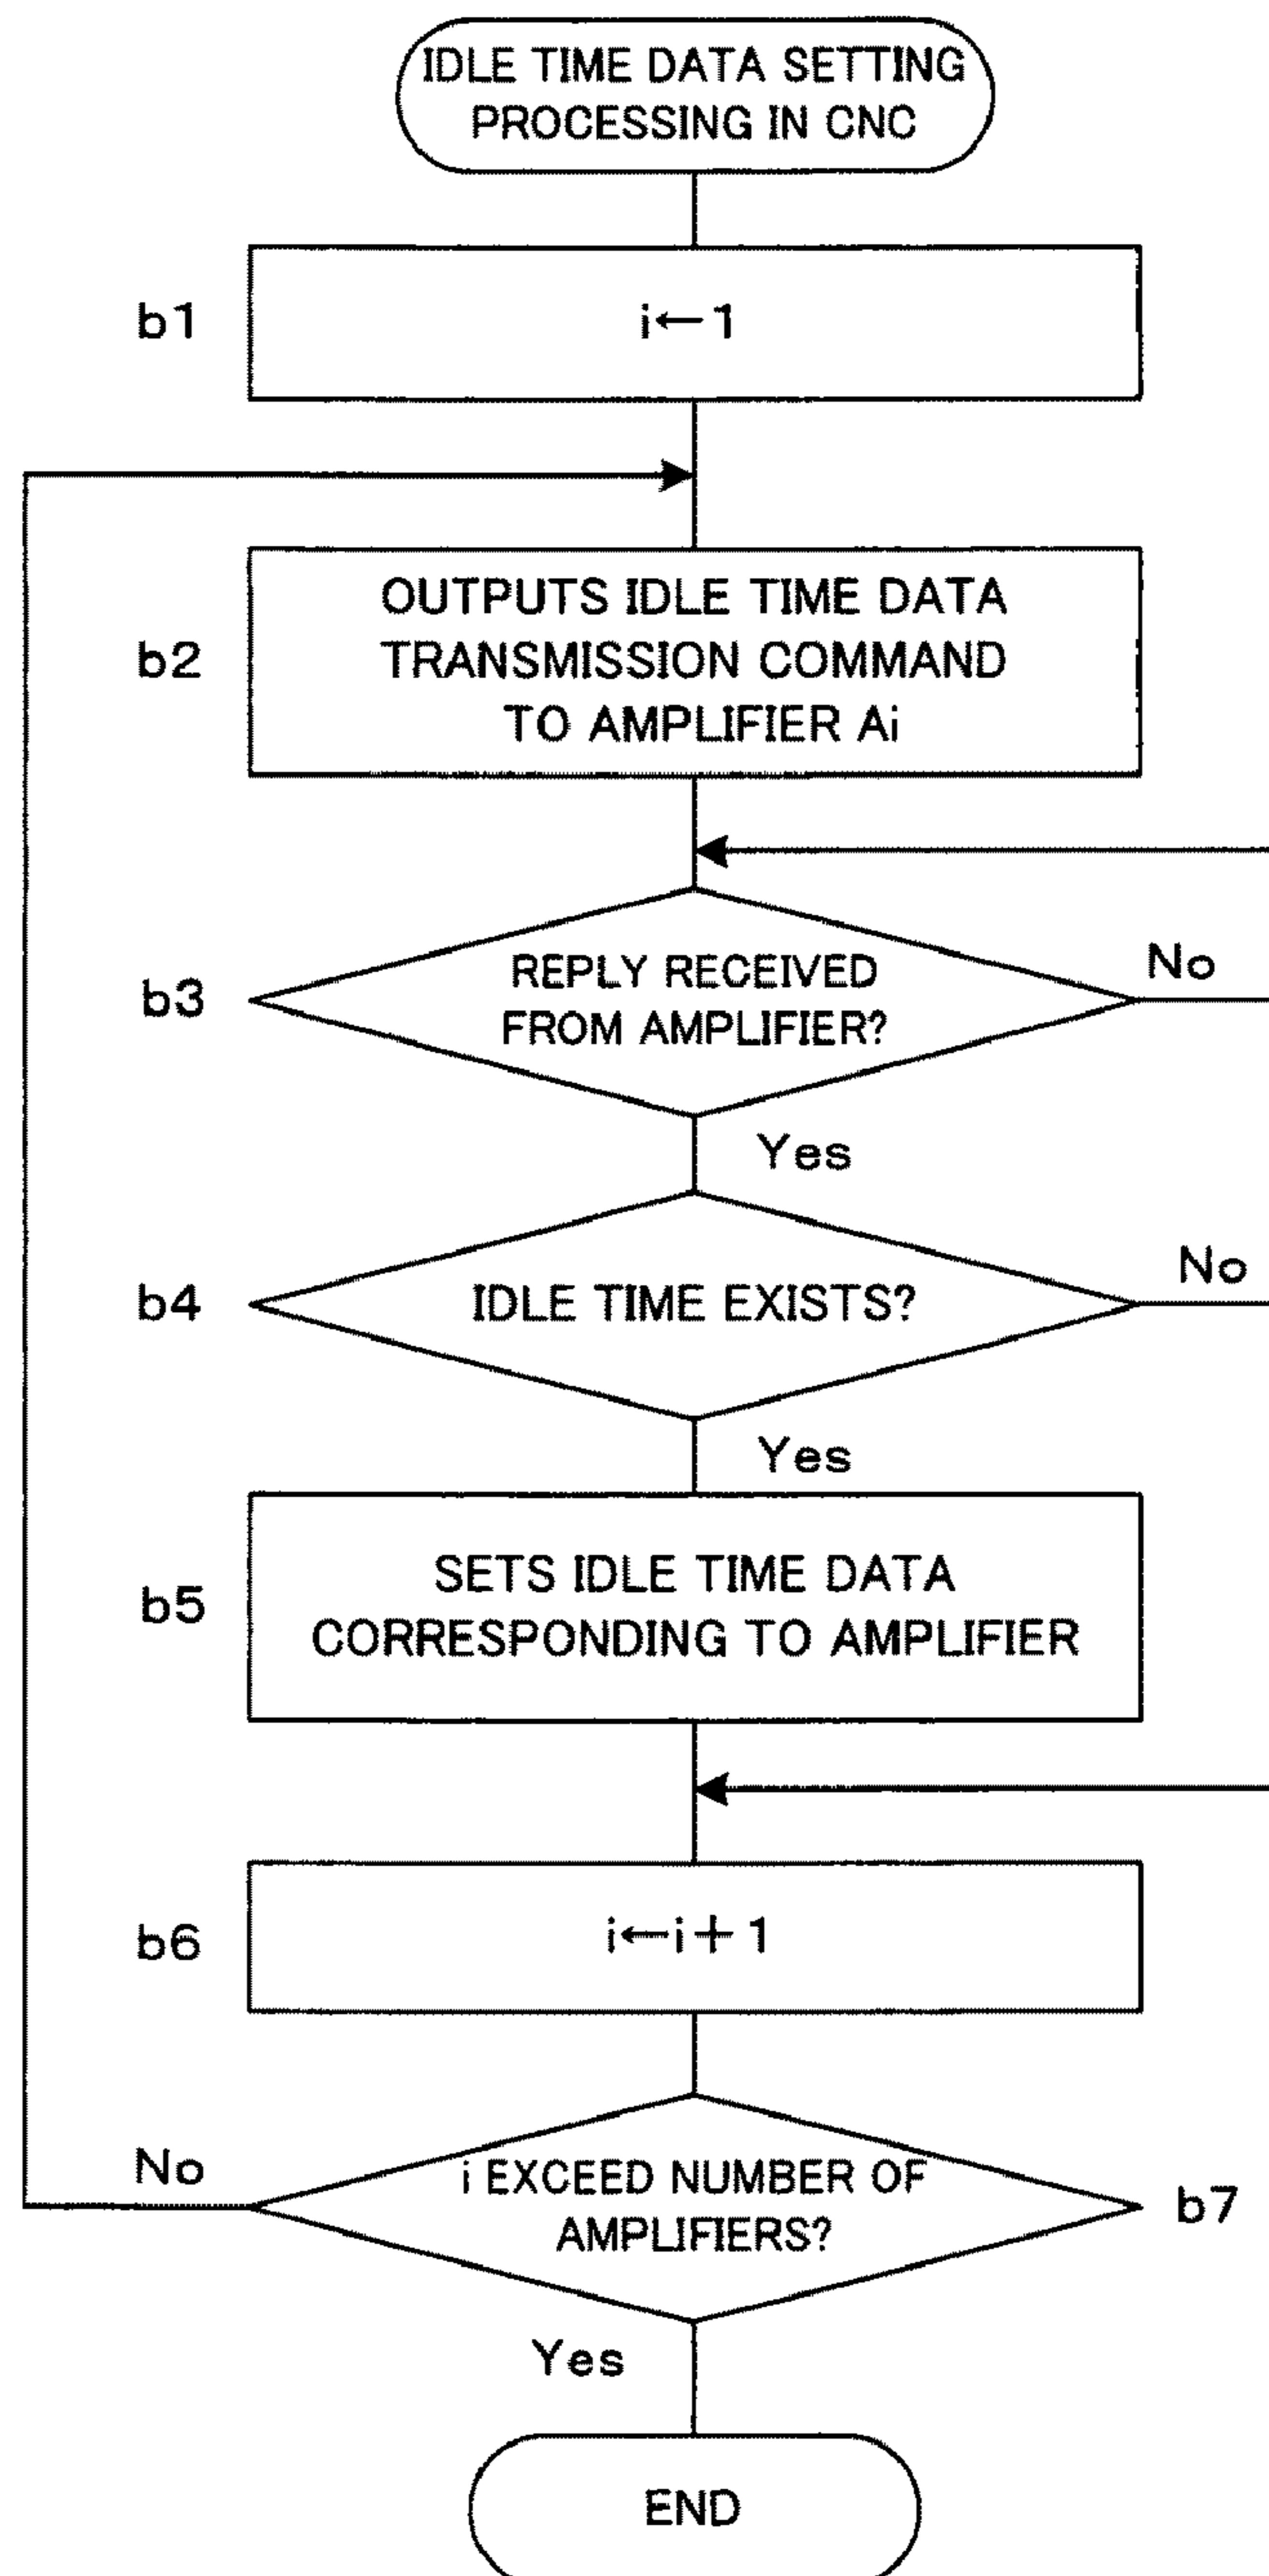 IDLE TIME DATA SETTING
PROCESSING IN CNC
b1
i←1
b2
OUTPUTS IDLE TIME DATA
TRANSMISSION COMMAND
TO AMPLIFIER Ai
b3
REPLY RECEIVED
FROM AMPLIFIER?
No
Yes
b4
IDLE TIME EXISTS?
No
Yes
b5
SETS IDLE TIME DATA
CORRESPONDING TO AMPLIFIER
b6
i←i+1
No
i EXCEED NUMBER OF
AMPLIFIERS?
b7
Yes
END